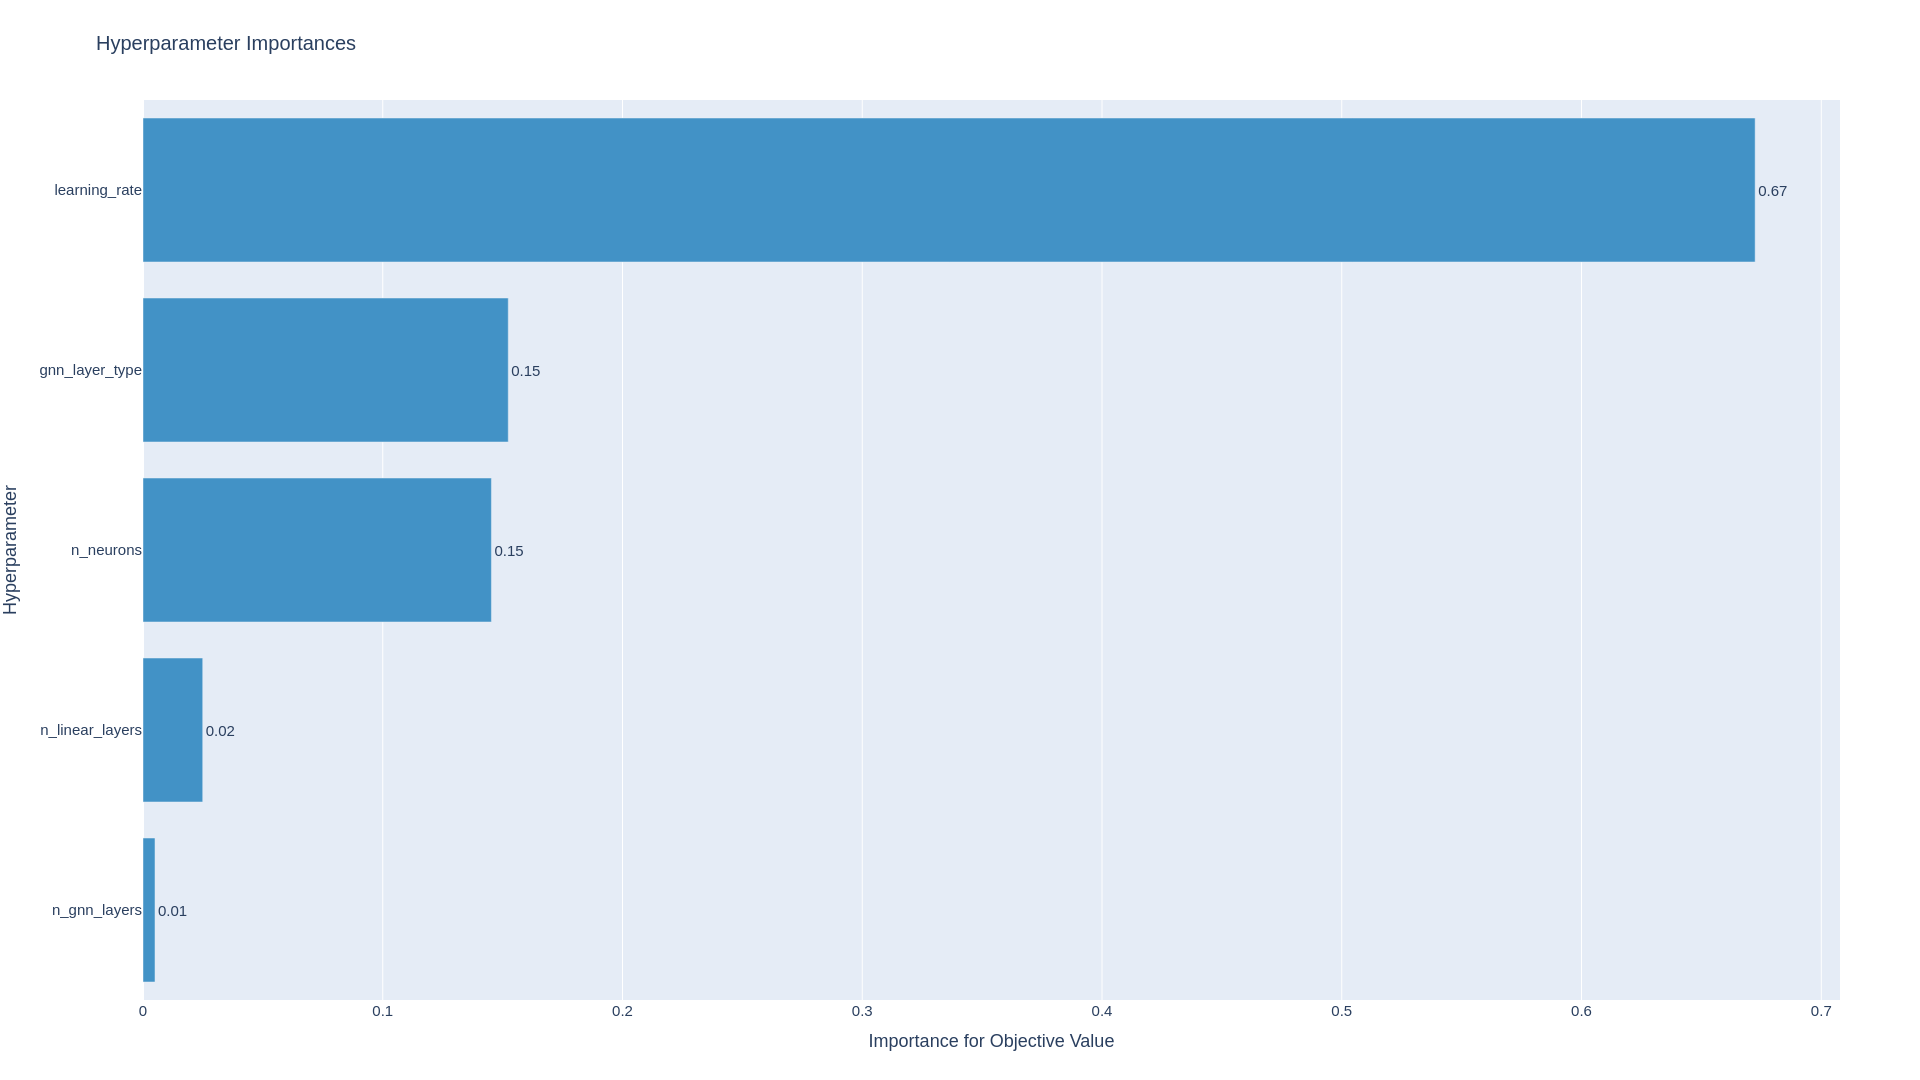 Hyperparameter Importances
learning_rate
0.67
gnn_layer_type
0.15
n_neurons
0.15
n_linear_layers
0.02
n_gnn_layers
0.01
Hyperparameter
0 0.1 0.2 0.3 0.4 0.5 0.6 0.7
Importance for Objective Value